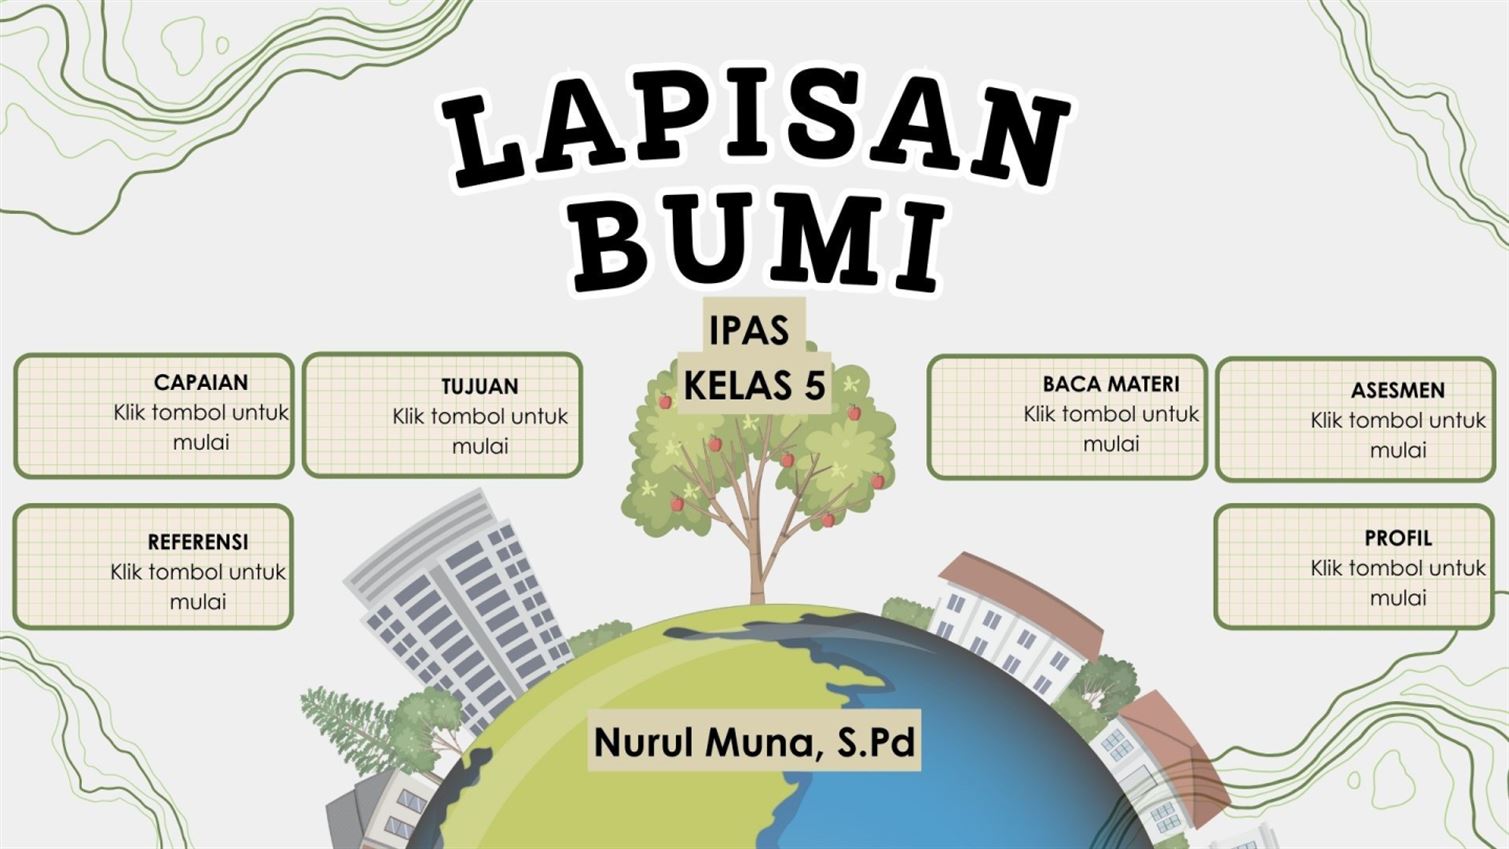 LAPISAN
BUMI
IPAS
KELAS 5
CAPAIAN
Klik tombol untuk
mulai
TUJUAN
Klik tombol untuk
mulai
BACA MATERI
Klik tombol untuk
mulai
ASESMEN
Klik tombol untuk
mulai
REFERENSI
Klik tombol untuk
mulai
PROFIL
Klik tombol untuk
mulai
Nurul Muna, S.Pd